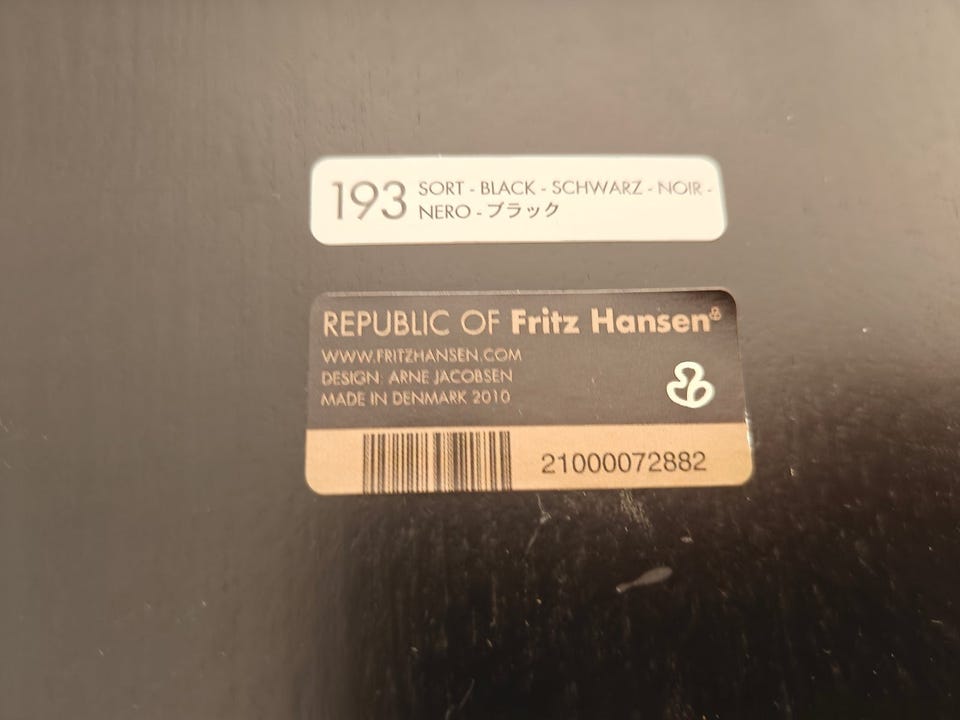 193 SORT - BLACK - SCHWARZ - NOIR -
NERO - ブラック
REPUBLIC OF Fritz Hansen®
WWW.FRITZHANSEN.COM
DESIGN: ARNE JACOBSEN
MADE IN DENMARK 2010
21000072882